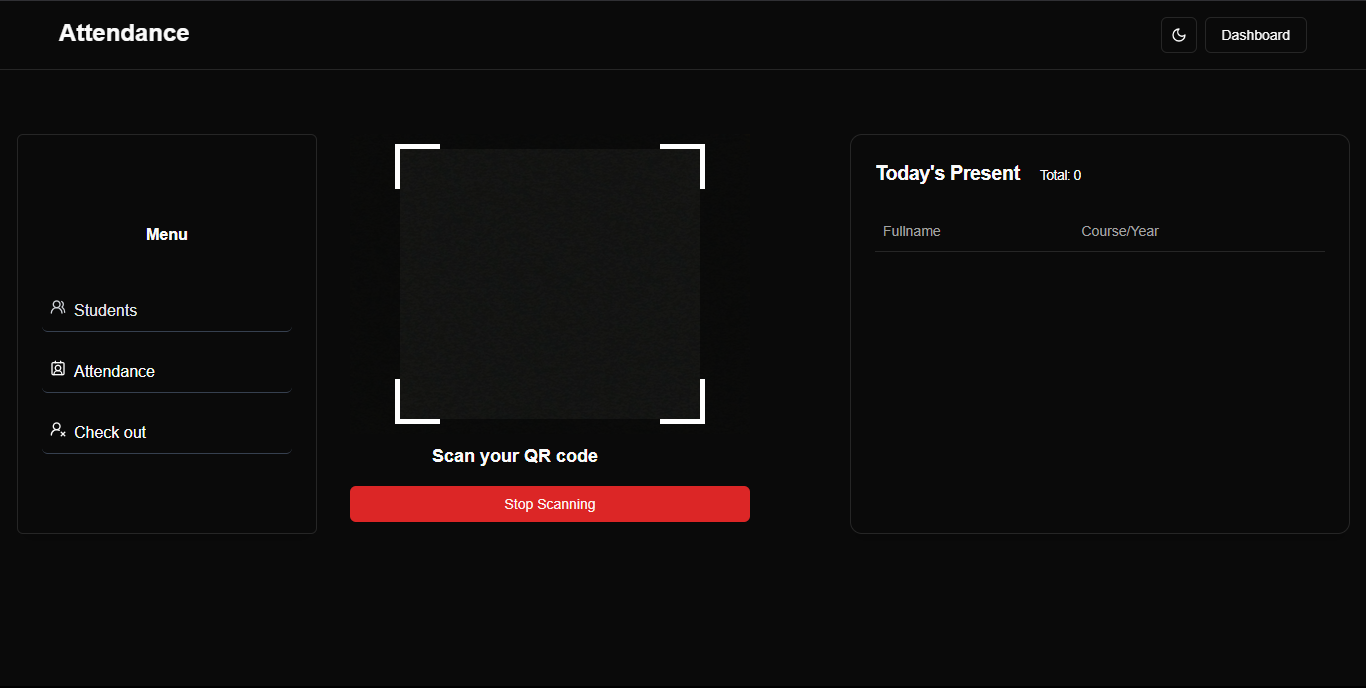 Attendance
Dashboard
Menu
Students
Attendance
Check out
Scan your QR code
Stop Scanning
Today's Present Total: 0
Fullname Course/Year